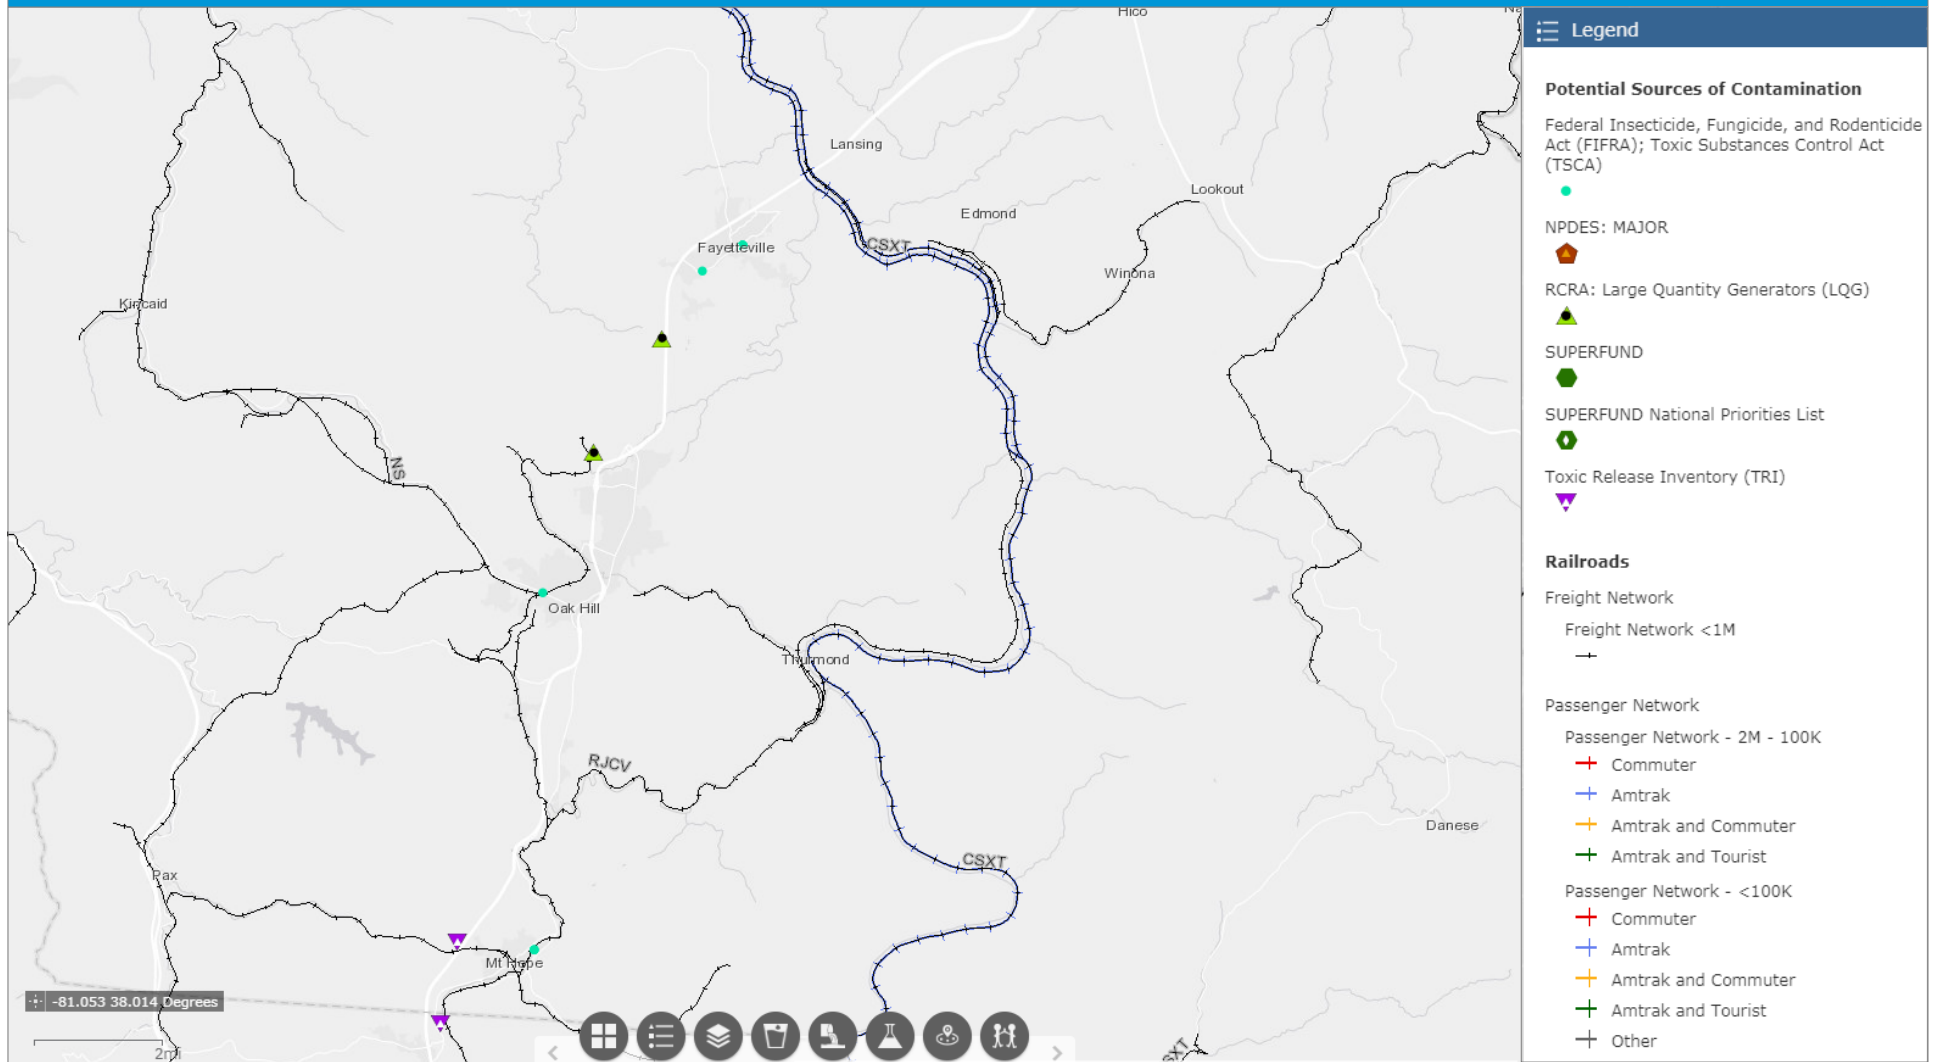 Hico
Lansing
Lookout
Edmond
CSXT
Fayetteville
Winona
Kincaid
NS
Oak Hill
Thurmond
RJCV
Danese
CSXT
Pax
Mt Hope
-81.053 38.014 Degrees
2mi
Legend
Potential Sources of Contamination
Federal Insecticide, Fungicide, and Rodenticide
Act (FIFRA); Toxic Substances Control Act
(TSCA)
NPDES: MAJOR
RCRA: Large Quantity Generators (LQG)
SUPERFUND
SUPERFUND National Priorities List
Toxic Release Inventory (TRI)
Railroads
Freight Network
Freight Network <1M
Passenger Network
Passenger Network - 2M - 100K
Commuter
Amtrak
Amtrak and Commuter
Amtrak and Tourist
Passenger Network - <100K
Commuter
Amtrak
Amtrak and Commuter
Amtrak and Tourist
Other